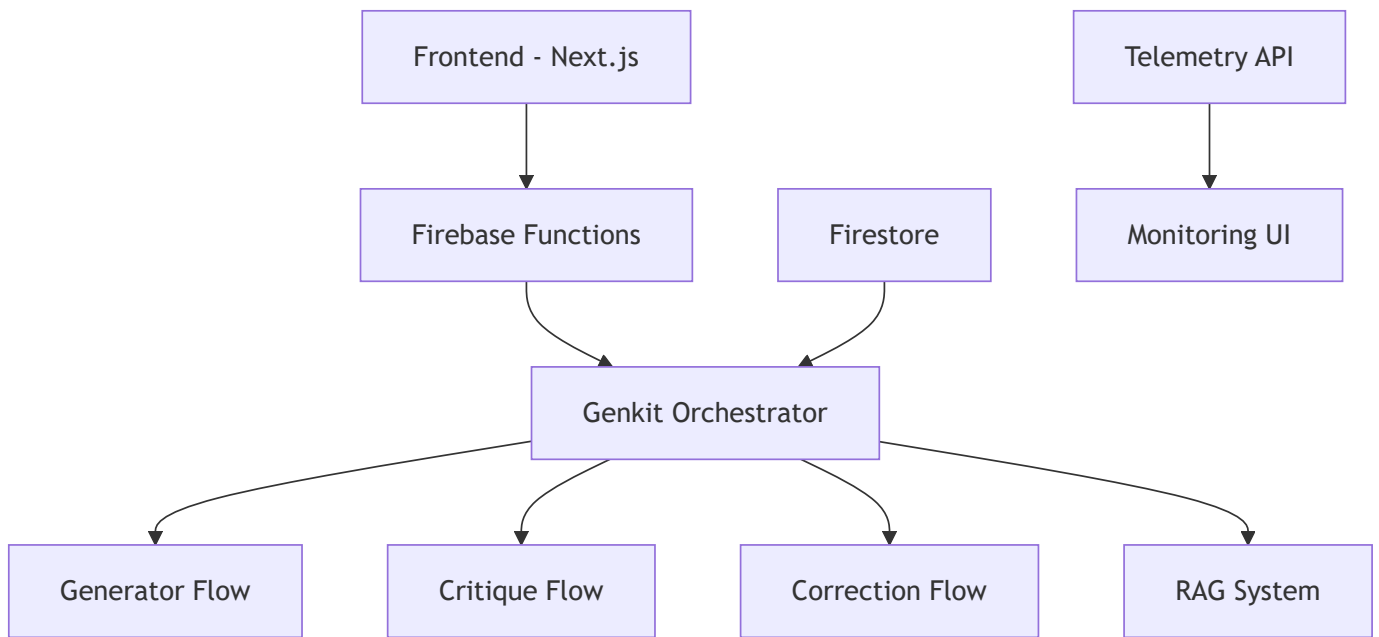 Frontend - Next.js
Telemetry API
Firebase Functions
Firestore
Monitoring UI
Genkit Orchestrator
Generator Flow
Critique Flow
Correction Flow
RAG System